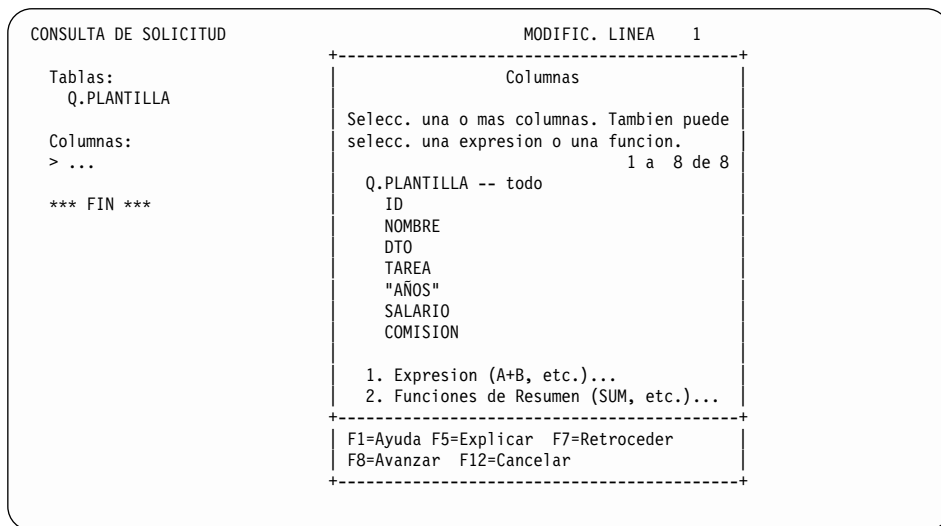 CONSULTA DE SOLICITUD MODIFIC. LINEA 1
Tablas:
Q.PLANTILLA
Columnas:
> ...
*** FIN ***
+-------------------------------------------+
Columnas
Selecc. una o mas columnas. Tambien puede
selecc. una expresion o una funcion.
1 a 8 de 8
Q.PLANTILLA -- todo
ID
NOMBRE
DTO
TAREA
"AÑOS"
SALARIO
COMISION
1. Expresion (A+B, etc.)...
2. Funciones de Resumen (SUM, etc.)...
+-------------------------------------------+
F1=Ayuda F5=Explicar F7=Retroceder
F8=Avanzar F12=Cancelar
+-------------------------------------------+